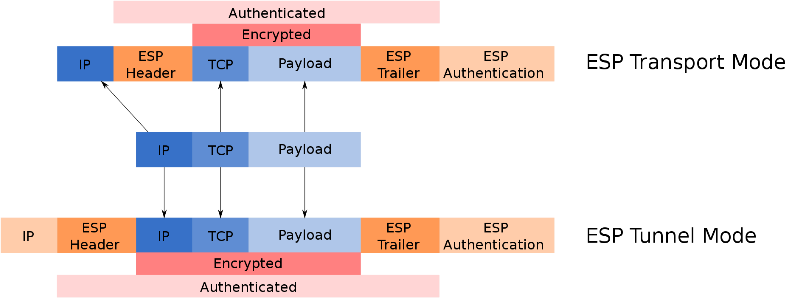 Authenticated
Encrypted
IP
ESP
Header
TCP
Payload
ESP
Trailer
ESP
Authentication
ESP Transport Mode
IP
TCP
Payload
IP
ESP
Header
IP
TCP
Payload
ESP
Trailer
ESP
Authentication
ESP Tunnel Mode
Encrypted
Authenticated